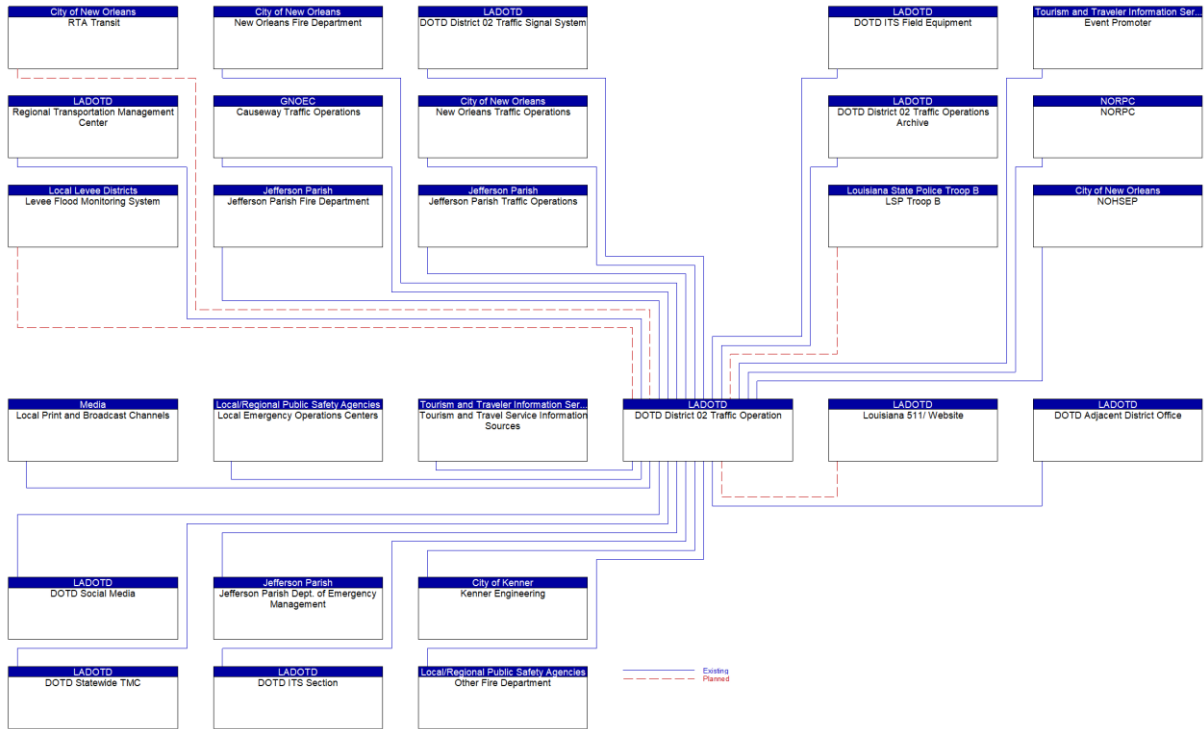 City of New Orleans
RTA Transit
City of New Orleans
New Orleans Fire Department
LADOTD
DOTD District 02 Traffic Signal System
LADOTD
DOTD ITS Field Equipment
Tourism and Traveler Information Ser...
Event Promoter
LADOTD
Regional Transportation Management
Center
GNOEC
Causeway Traffic Operations
City of New Orleans
New Orleans Traffic Operations
LADOTD
DOTD District 02 Traffic Operations
Archive
NORPC
NORPC
Local Levee Districts
Levee Flood Monitoring System
Jefferson Parish
Jefferson Parish Fire Department
Jefferson Parish
Jefferson Parish Traffic Operations
Louisiana State Police Troop B
LSP Troop B
City of New Orleans
NOHSEP
Media
Local Print and Broadcast Channels
Local/Regional Public Safety Agencies
Local Emergency Operations Centers
Tourism and Traveler Information Ser...
Tourism and Travel Service Information
Sources
LADOTD
DOTD District 02 Traffic Operation
LADOTD
Louisiana 511/ Website
LADOTD
DOTD Adjacent District Office
LADOTD
DOTD Social Media
Jefferson Parish
Jefferson Parish Dept. of Emergency
Management
City of Kenner
Kenner Engineering
LADOTD
DOTD Statewide TMC
LADOTD
DOTD ITS Section
Local/Regional Public Safety Agencies
Other Fire Department
Existing
Planned